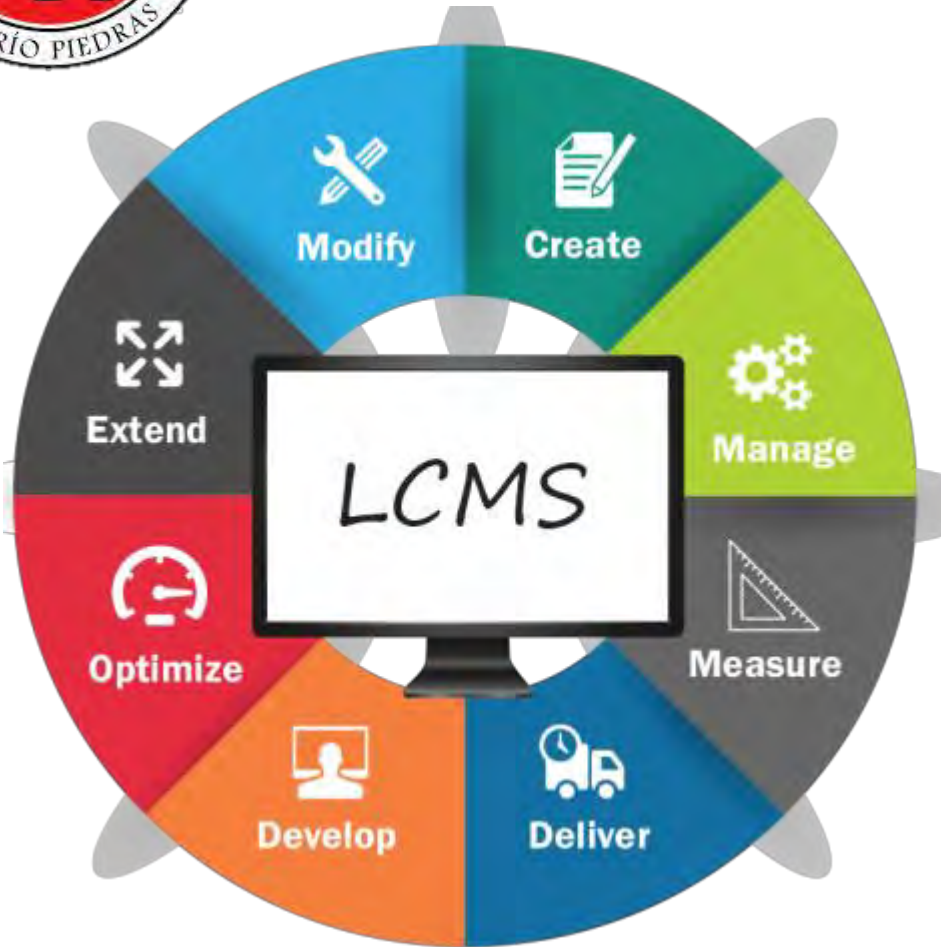 RÍO PIEDRAS
Modify
Create
Extend
Manage
LCMS
Optimize
Measure
Develop
Deliver